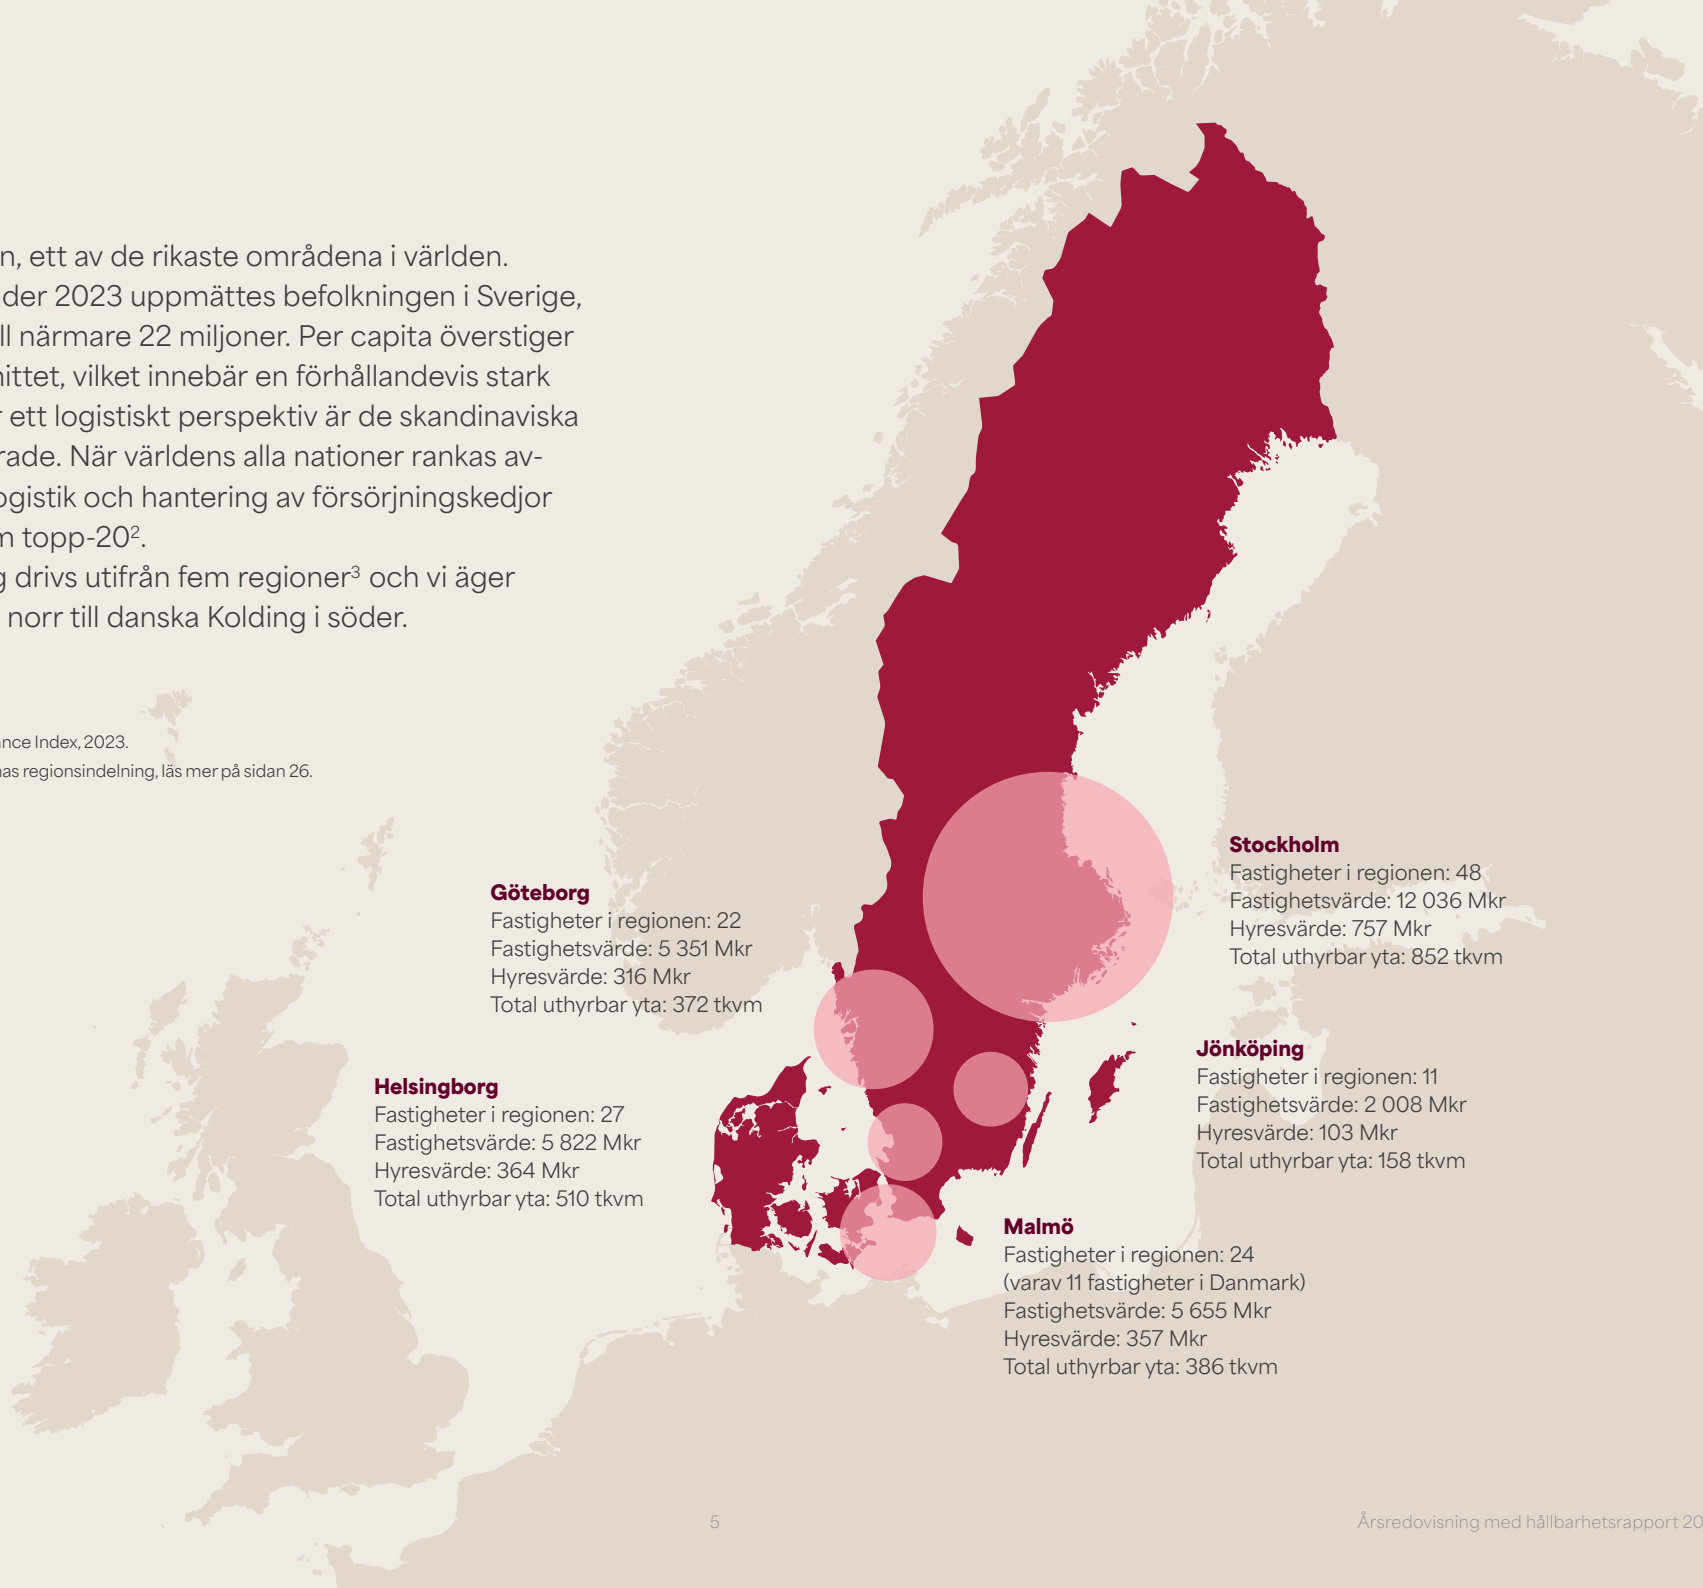 n, ett av de rikaste områdena i världen.
der 2023 uppmättes befolkningen i Sverige,
ll närmare 22 miljoner. Per capita överstiger
ittet, vilket innebär en förhållandevis stark
r ett logistiskt perspektiv är de skandinaviska
rade. När världens alla nationer rankas av-
ogistik och hantering av försörjningskedjor
m topp-20².
g drivs utifrån fem regioner³ och vi äger
norr till danska Kolding i söder.
ance Index, 2023.
nas regionsindelning, läs mer på sidan 26.
Stockholm
Fastigheter i regionen: 48
Fastighetsvärde: 12 036 Mkr
Hyresvärde: 757 Mkr
Total uthyrbar yta: 852 tkvm
Göteborg
Fastigheter i regionen: 22
Fastighetsvärde: 5 351 Mkr
Hyresvärde: 316 Mkr
Total uthyrbar yta: 372 tkvm
Jönköping
Fastigheter i regionen: 11
Fastighetsvärde: 2 008 Mkr
Hyresvärde: 103 Mkr
Total uthyrbar yta: 158 tkvm
Helsingborg
Fastigheter i regionen: 27
Fastighetsvärde: 5 822 Mkr
Hyresvärde: 364 Mkr
Total uthyrbar yta: 510 tkvm
Malmö
Fastigheter i regionen: 24
(varav 11 fastigheter i Danmark)
Fastighetsvärde: 5 655 Mkr
Hyresvärde: 357 Mkr
Total uthyrbar yta: 386 tkvm
5
Årsredovisning med hållbarhetsrapport 20